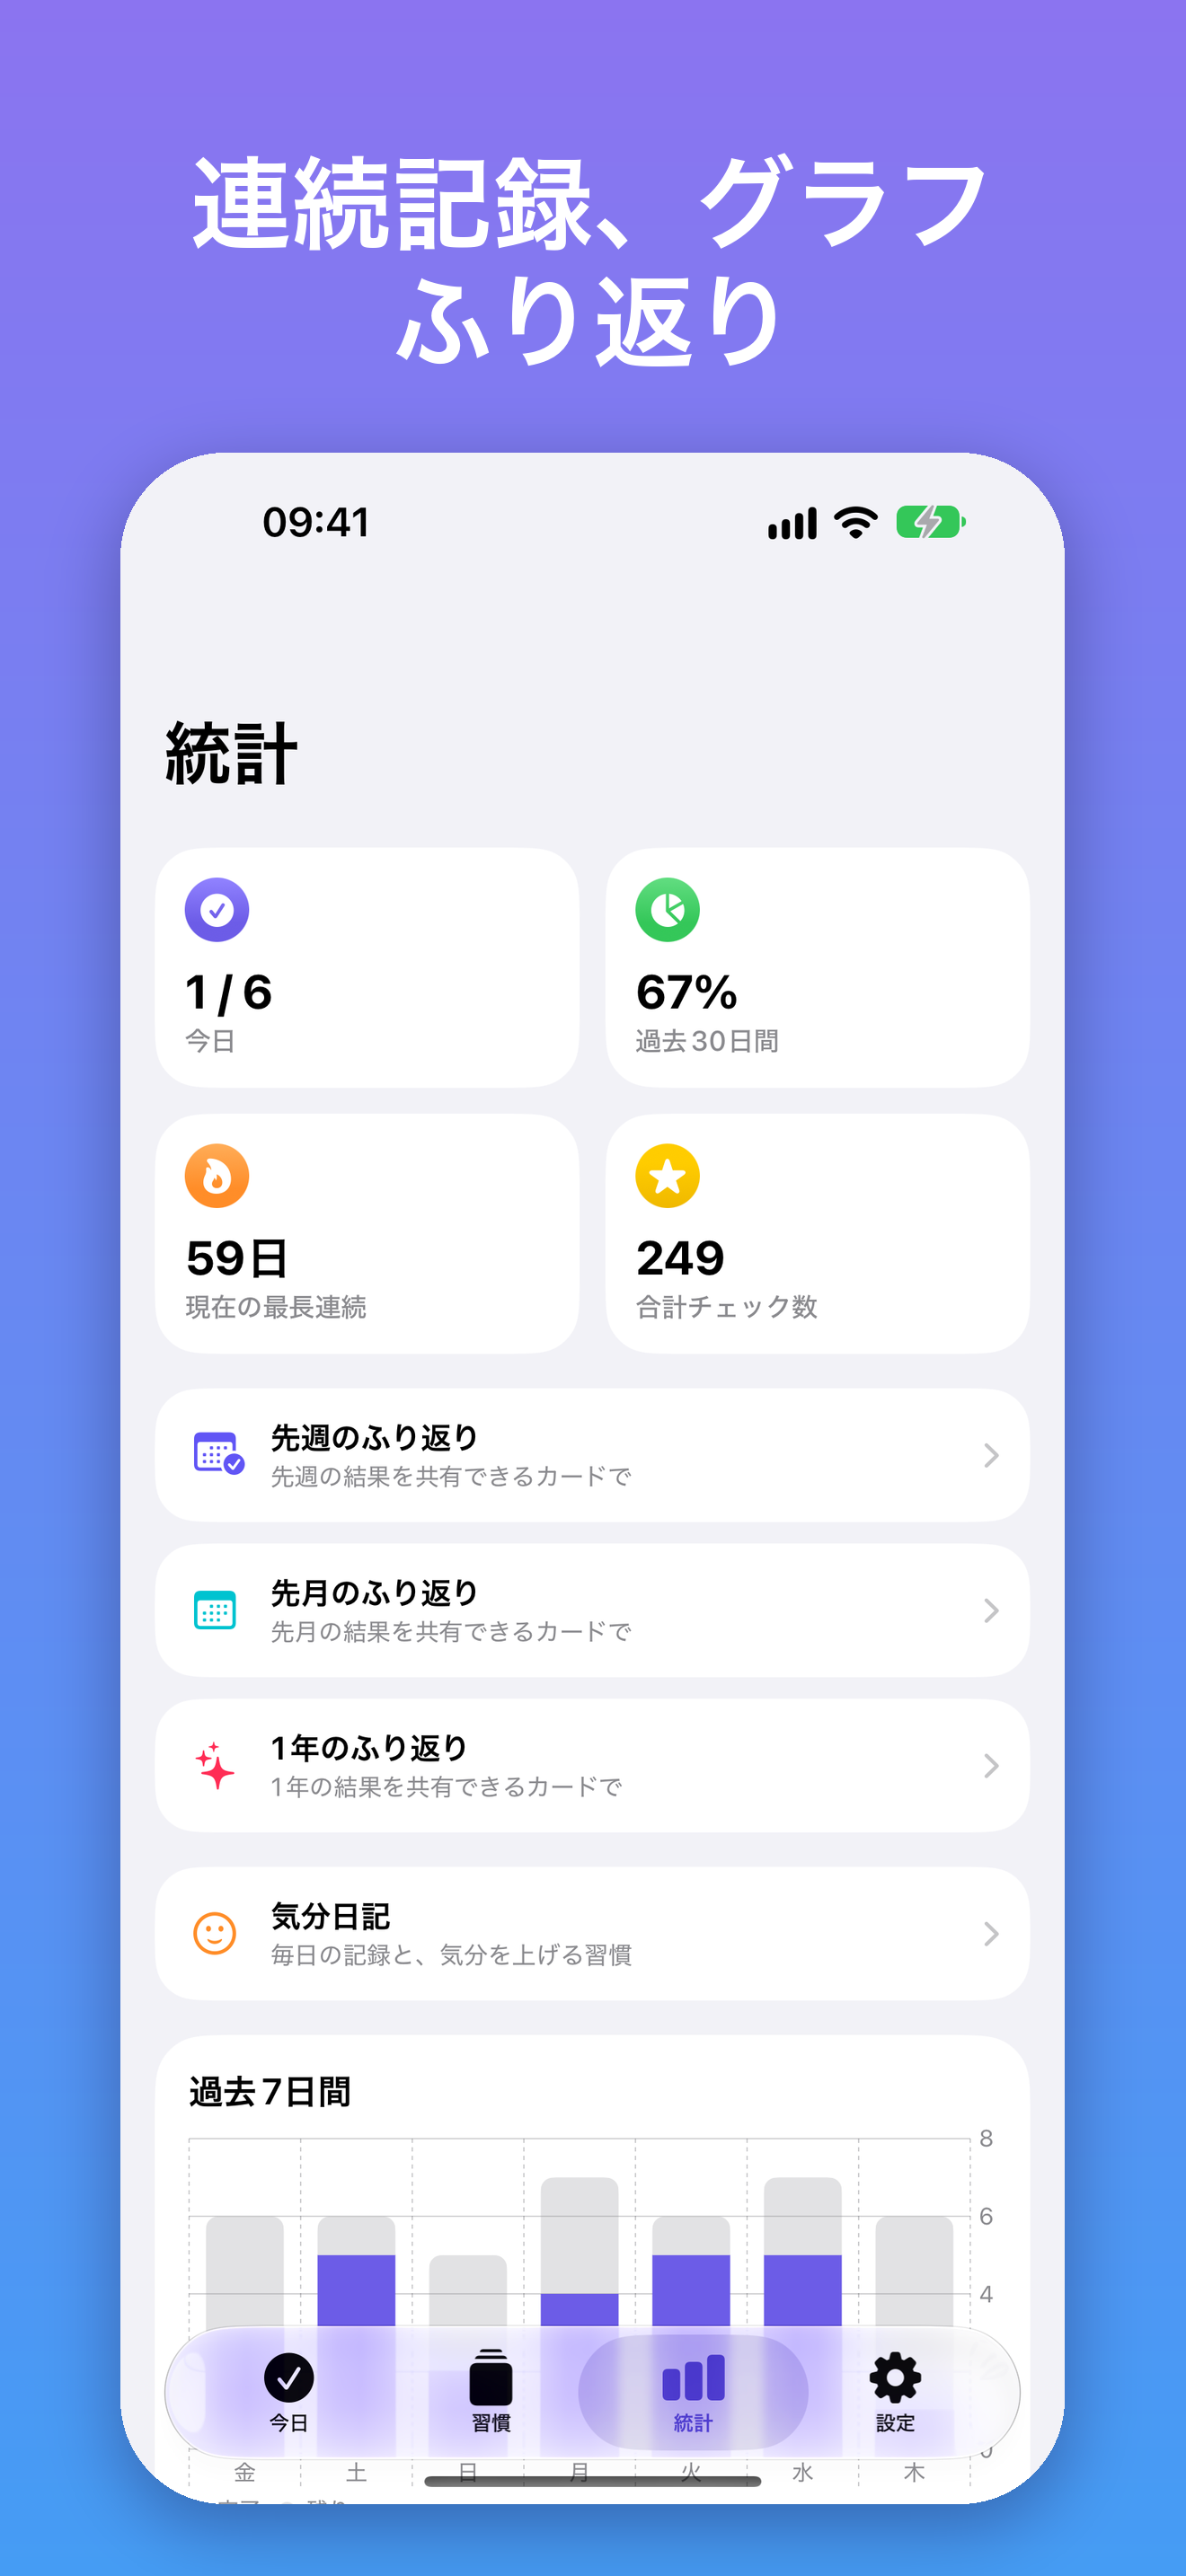 連続記録、グラフ
ふり返り
09:41
統計
1 / 6
今日
67%
過去30日間
59日
現在の最長連続
249
合計チェック数
先週のふり返り
先週の結果を共有できるカードで
先月のふり返り
先月の結果を共有できるカードで
1年のふり返り
1年の結果を共有できるカードで
気分日記
毎日の記録と、気分を上げる習慣
過去7日間
8
6
4
0
今日
習慣
統計
設定
金
土
日
月
火
水
木